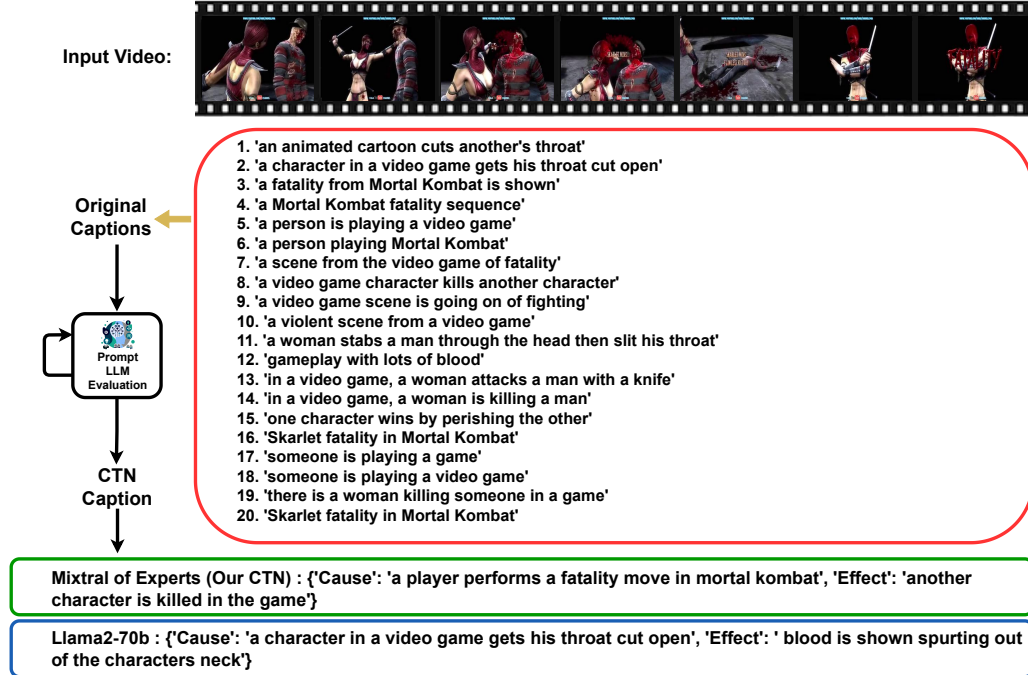 Input Video:
1. 'an animated cartoon cuts another's throat'
2. 'a character in a video game gets his throat cut open'
3. 'a fatality from Mortal Kombat is shown'
4. 'a Mortal Kombat fatality sequence'
5. 'a person is playing a video game'
6. 'a person playing Mortal Kombat'
7. 'a scene from the video game of fatality'
8. 'a video game character kills another character'
9. 'a video game scene is going on of fighting'
10. 'a violent scene from a video game'
11. 'a woman stabs a man through the head then slit his throat'
12. 'gameplay with lots of blood'
13. 'in a video game, a woman attacks a man with a knife'
14. 'in a video game, a woman is killing a man'
15. 'one character wins by perishing the other'
16. 'Skarlet fatality in Mortal Kombat'
17. 'someone is playing a game'
18. 'someone is playing a video game'
19. 'there is a woman killing someone in a game'
20. 'Skarlet fatality in Mortal Kombat'
Original
Captions
Prompt
LLM
Evaluation
CTN
Caption
Mixtral of Experts (Our CTN) : {'Cause': 'a player performs a fatality move in mortal kombat', 'Effect': 'another
character is killed in the game'}
Llama2-70b : {'Cause': 'a character in a video game gets his throat cut open', 'Effect': ' blood is shown spurting out
of the characters neck'}